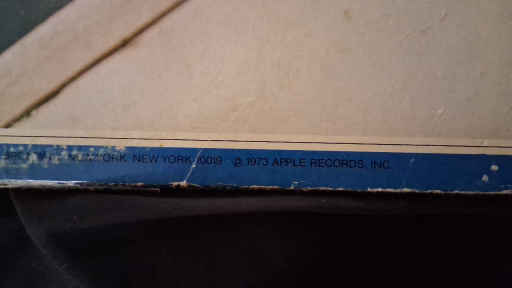 YORK, NEW YORK 10019 ℗ 1973 APPLE RECORDS, INC.